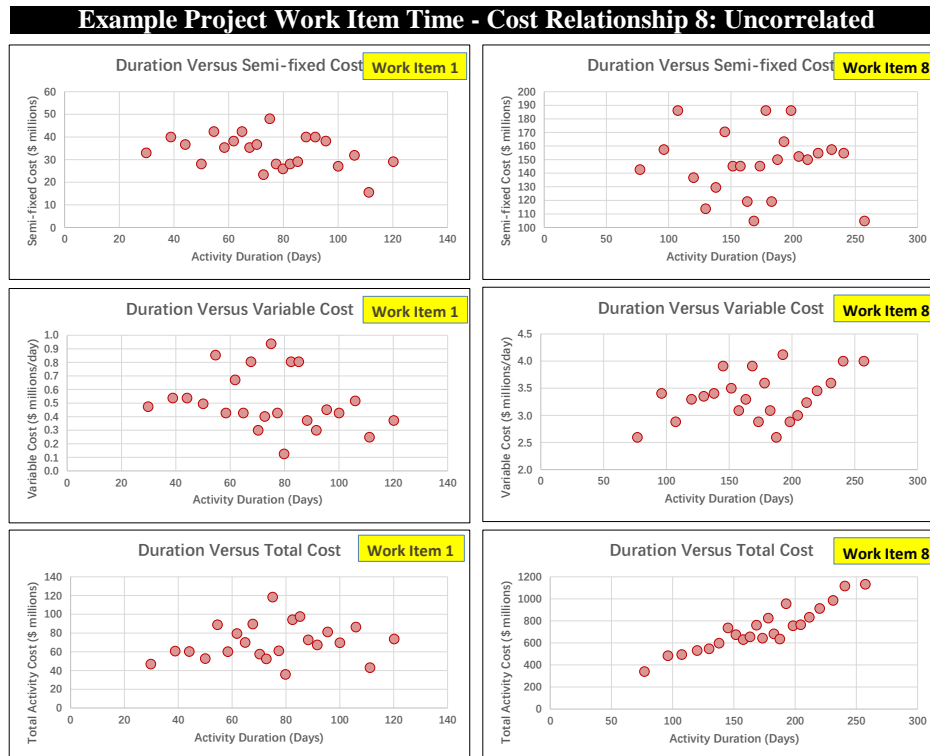 Example Project Work Item Time - Cost Relationship 8: Uncorrelated
Duration Versus Semi-fixed Cost
Work Item 1
Semi-fixed Cost ($ millions)
60
50
40
30
20
10
0
0 20 40 60 80 100 120 140
Activity Duration (Days)
Duration Versus Semi-fixed Cost
Work Item 8
Semi-fixed Cost ($ millions)
200
190
180
170
160
150
140
130
120
110
100
0 50 100 150 200 250 300
Activity Duration (Days)
Duration Versus Variable Cost
Work Item 1
Variable Cost ($ millions/day)
1.0
0.9
0.8
0.7
0.6
0.5
0.4
0.3
0.2
0.1
0.0
0 20 40 60 80 100 120 140
Activity Duration (Days)
Duration Versus Variable Cost
Work Item 8
Variable Cost ($ millions/day)
4.5
4.0
3.5
3.0
2.5
2.0
0 50 100 150 200 250 300
Activity Duration (Days)
Duration Versus Total Cost
Work Item 1
Total Activity Cost ($ millions)
140
120
100
80
60
40
20
0
0 20 40 60 80 100 120 140
Activity Duration (Days)
Duration Versus Total Cost
Work Item 8
Total Activity Cost ($ millions)
1200
1000
800
600
400
200
0
0 50 100 150 200 250 300
Activity Duration (Days)